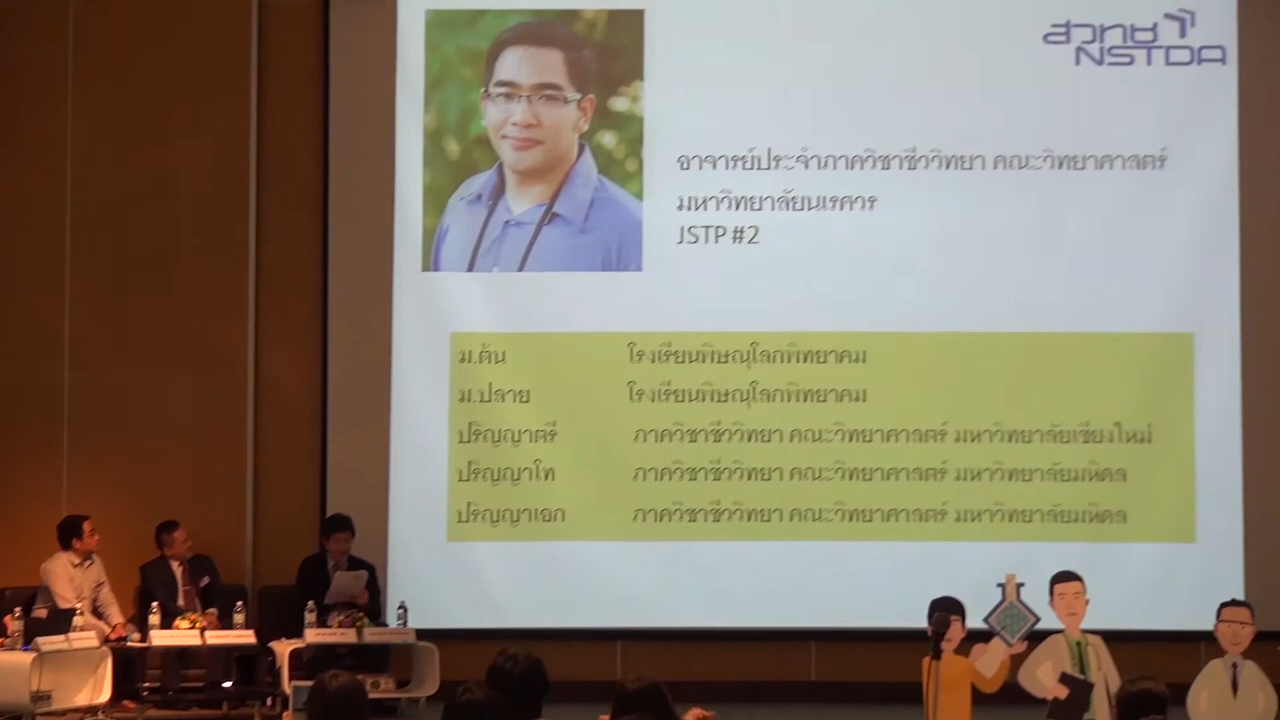 สวทช
NSTDA
อาจารย์ประจำภาควิชาชีววิทยา คณะวิทยาศาสตร์
มหาวิทยาลัยนเรศวร
JSTP #2
ม.ต้น โรงเรียนพิษณุโลกพิทยาคม
ม.ปลาย โรงเรียนพิษณุโลกพิทยาคม
ปริญญาตรี ภาควิชาชีววิทยา คณะวิทยาศาสตร์ มหาวิทยาลัยเชียงใหม่
ปริญญาโท ภาควิชาชีววิทยา คณะวิทยาศาสตร์ มหาวิทยาลัยมหิดล
ปริญญาเอก ภาควิชาชีววิทยา คณะวิทยาศาสตร์ มหาวิทยาลัยมหิดล